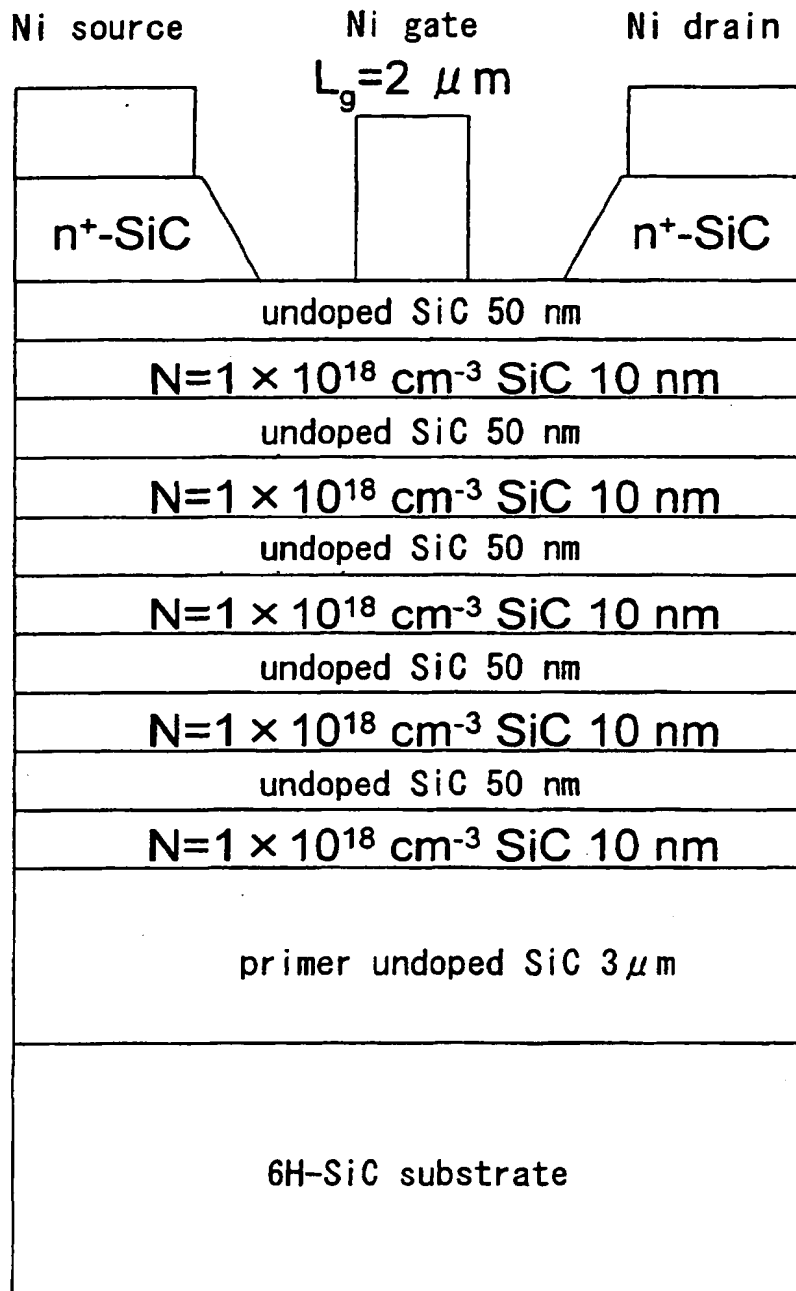 Ni source Ni gate Ni drain
L_g=2 μm
n⁺-SiC n⁺-SiC
undoped SiC 50 nm
N=1 × 10¹⁸ cm⁻³ SiC 10 nm
undoped SiC 50 nm
N=1 × 10¹⁸ cm⁻³ SiC 10 nm
undoped SiC 50 nm
N=1 × 10¹⁸ cm⁻³ SiC 10 nm
undoped SiC 50 nm
N=1 × 10¹⁸ cm⁻³ SiC 10 nm
undoped SiC 50 nm
N=1 × 10¹⁸ cm⁻³ SiC 10 nm
primer undoped SiC 3μm
6H-SiC substrate